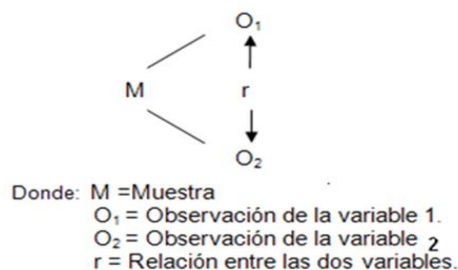 O₁
M r
O₂
Donde: M =Muestra
O₁ = Observación de la variable 1.
O₂ = Observación de la variable 2
r = Relación entre las dos variables.